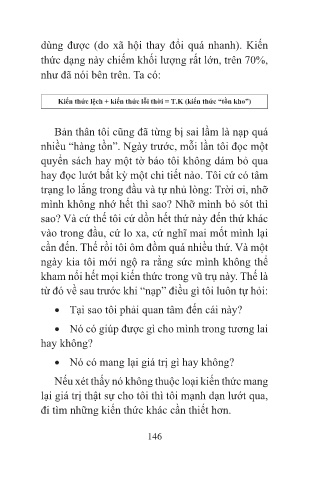 dùng được (do xã hội thay đổi quá nhanh). Kiến
thức dạng này chiếm khối lượng rất lớn, trên 70%,
như đã nói bên trên. Ta có:
Kiến thức lệch + kiến thức lỗi thời = T.K (kiến thức “tồn kho”)
Bản thân tôi cũng đã từng bị sai lầm là nạp quá
nhiều “hàng tồn”. Ngày trước, mỗi lần tôi đọc một
quyển sách hay một tờ báo tôi không dám bỏ qua
hay đọc lướt bất kỳ một chi tiết nào. Tôi cứ có tâm
trạng lo lắng trong đầu và tự nhủ lòng: Trời ơi, nhỡ
mình không nhớ hết thì sao? Nhỡ mình bỏ sót thì
sao? Và cứ thế tôi cứ dồn hết thứ này đến thứ khác
vào trong đầu, cứ lo xa, cứ nghĩ mai mốt mình lại
cần đến. Thế rồi tôi ôm đồm quá nhiều thứ. Và một
ngày kia tôi mới ngộ ra rằng sức mình không thể
kham nổi hết mọi kiến thức trong vũ trụ này. Thế là
từ đó về sau trước khi “nạp” điều gì tôi luôn tự hỏi:
• Tại sao tôi phải quan tâm đến cái này?
• Nó có giúp được gì cho mình trong tương lai
hay không?
• Nó có mang lại giá trị gì hay không?
Nếu xét thấy nó không thuộc loại kiến thức mang
lại giá trị thật sự cho tôi thì tôi mạnh dạn lướt qua,
đi tìm những kiến thức khác cần thiết hơn.
146